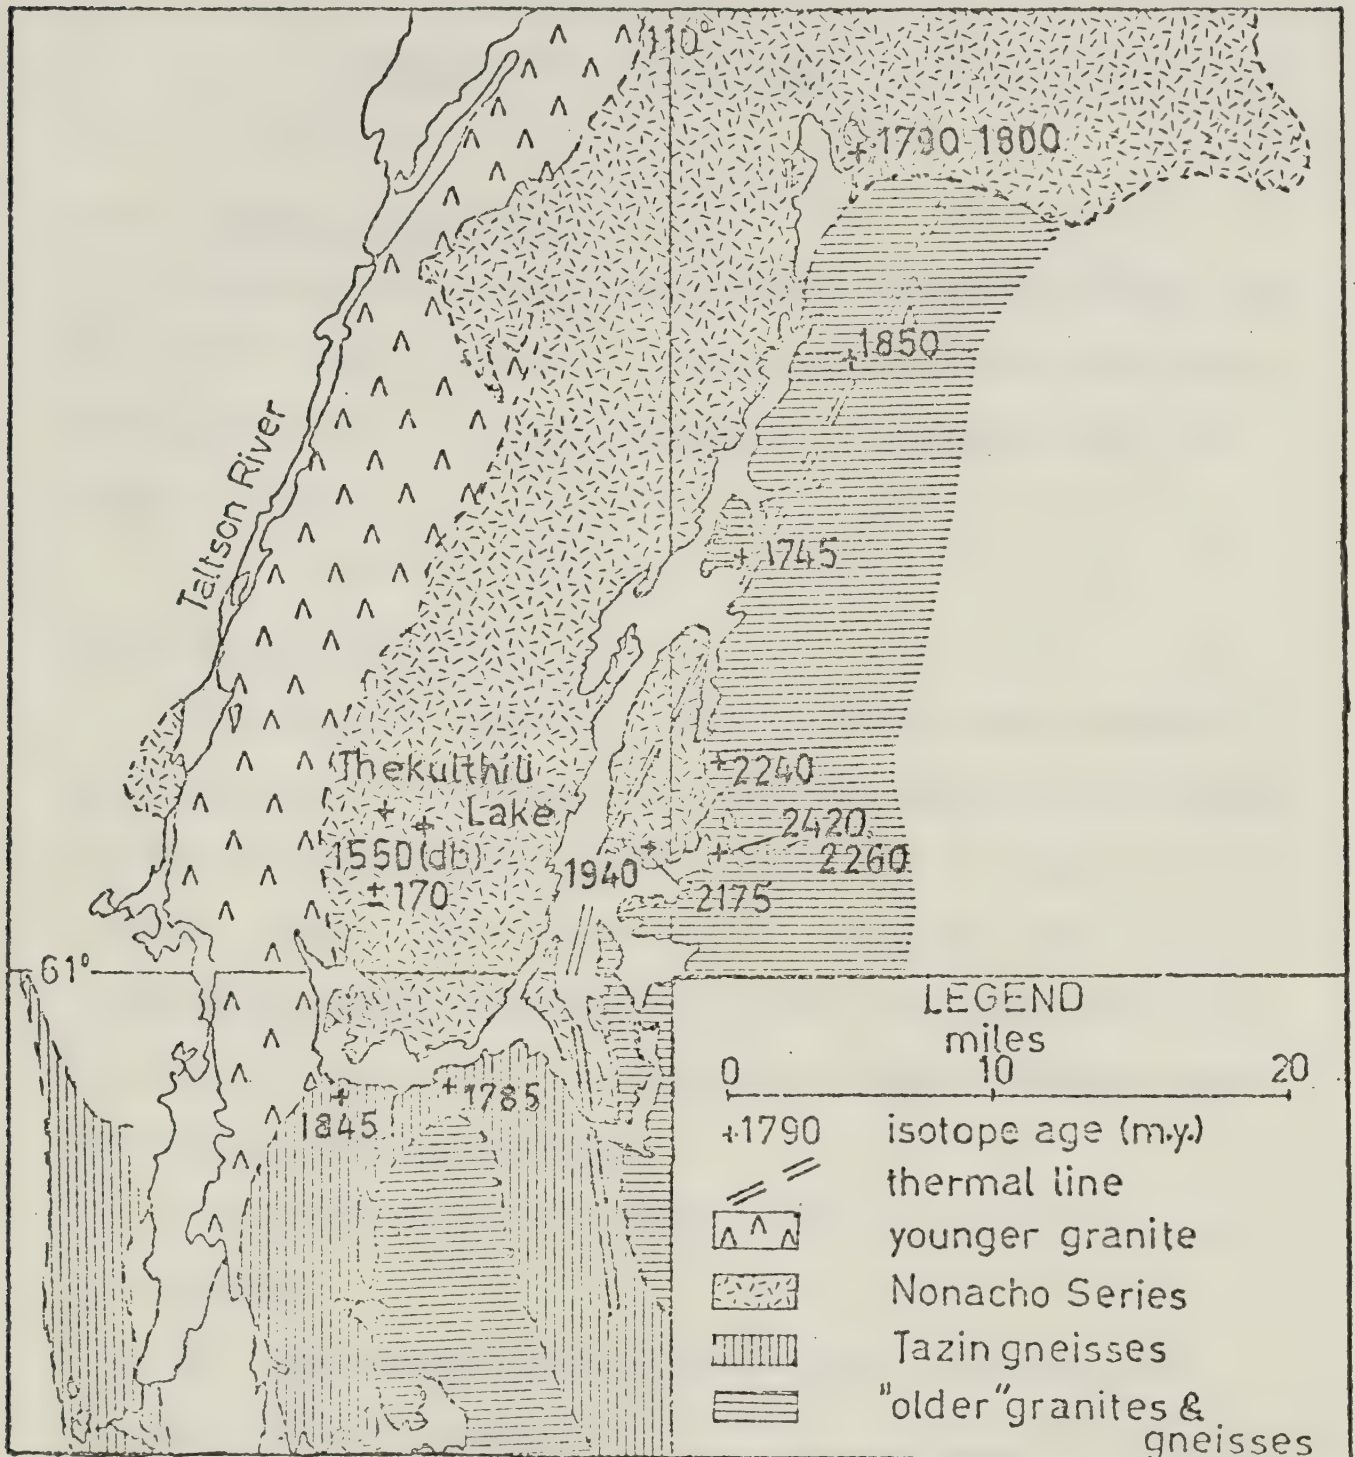 110°
+1790-1800
+1850
Taltson River
+1745
Thekulthili
Lake
+2240
2420,
2260
1550(db)
±170
1940
2175
61°
+1785
1845
LEGEND
miles
0 10 20
+1790 isotope age (m.y.)
thermal line
younger granite
Nonacho Series
Tazin gneisses
"older" granites &
gneisses